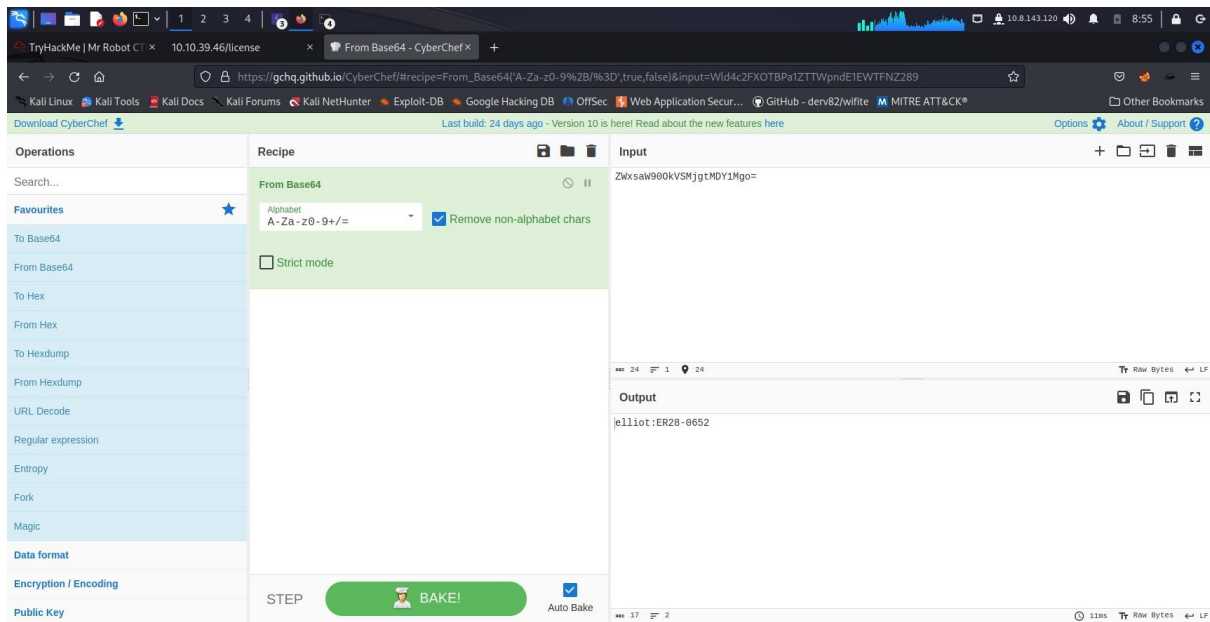 1 2 3 4
3
4
10.8.143.120
8:55
TryHackMe | Mr Robot CT ×
10.10.39.46/license ×
From Base64 - CyberChef ×
+
https://gchq.github.io/CyberChef/#recipe=From_Base64('A-Za-z0-9%2B/%3D',true,false)&input=Wld4c2FXOTBPa1ZTTWpndE1EWTFNZ289
Kali Linux
Kali Tools
Kali Docs
Kali Forums
Kali NetHunter
Exploit-DB
Google Hacking DB
OffSec
Web Application Secur...
GitHub - derv82/wifite
MITRE ATT&CK®
Other Bookmarks
Download CyberChef
Last build: 24 days ago - Version 10 is here! Read about the new features here
Options
About / Support
Operations
Search...
Favourites
To Base64
From Base64
To Hex
From Hex
To Hexdump
From Hexdump
URL Decode
Regular expression
Entropy
Fork
Magic
Data format
Encryption / Encoding
Public Key
Recipe
From Base64
Alphabet
A-Za-z0-9+/=
Remove non-alphabet chars
Strict mode
STEP
BAKE!
Auto Bake
Input
ZWxsaW90OkVSMjgtMDY1Mgo=
ABC 24 1 24
Tт Raw Bytes LF
Output
elliot:ER28-0652
ABC 17 2
11ms Tт Raw Bytes LF